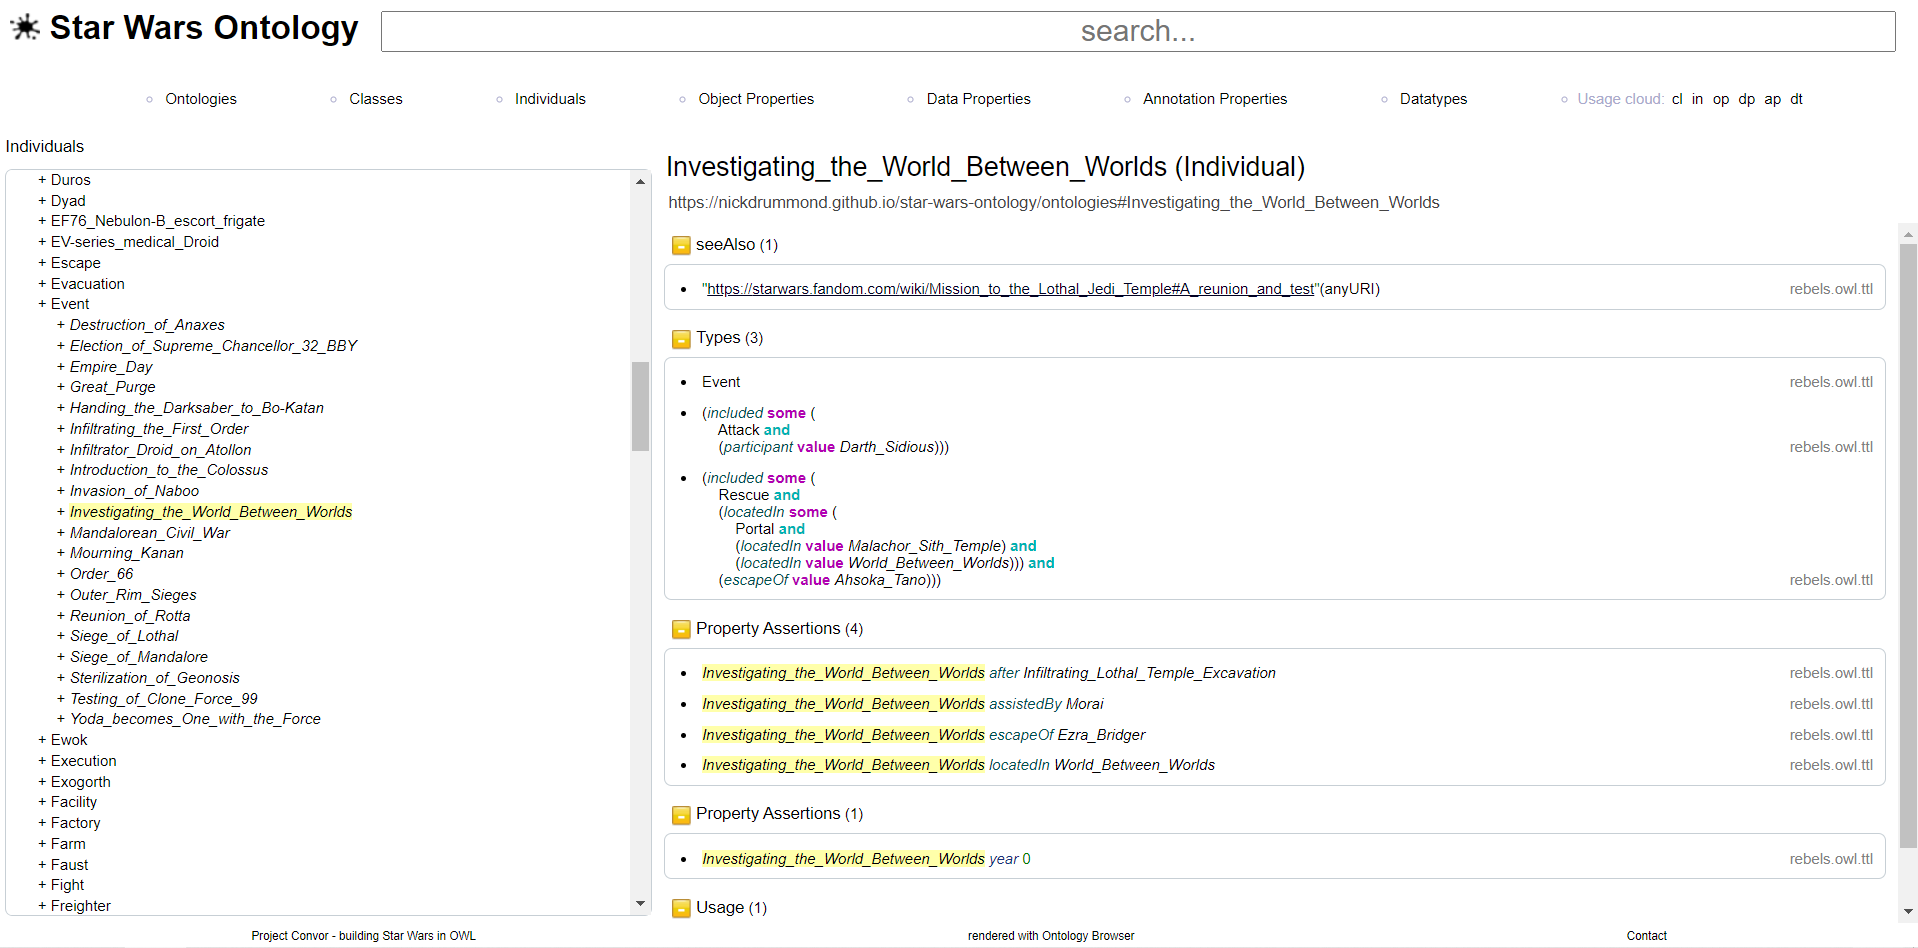 Star Wars Ontology
search...
Ontologies
Classes
Individuals
Object Properties
Data Properties
Annotation Properties
Datatypes
Usage cloud: cl in op dp ap dt
Individuals
+ Duros
+ Dyad
+ EF76_Nebulon-B_escort_frigate
+ EV-series_medical_Droid
+ Escape
+ Evacuation
+ Event
+ Destruction_of_Anaxes
+ Election_of_Supreme_Chancellor_32_BBY
+ Empire_Day
+ Great_Purge
+ Handing_the_Darksaber_to_Bo-Katan
+ Infiltrating_the_First_Order
+ Infiltrator_Droid_on_Atollon
+ Introduction_to_the_Colossus
+ Invasion_of_Naboo
+ Investigating_the_World_Between_Worlds
+ Mandalorean_Civil_War
+ Mourning_Kanan
+ Order_66
+ Outer_Rim_Sieges
+ Reunion_of_Rotta
+ Siege_of_Lothal
+ Siege_of_Mandalore
+ Sterilization_of_Geonosis
+ Testing_of_Clone_Force_99
+ Yoda_becomes_One_with_the_Force
+ Ewok
+ Execution
+ Exogorth
+ Facility
+ Factory
+ Farm
+ Faust
+ Fight
+ Freighter
Investigating_the_World_Between_Worlds (Individual)
https://nickdrummond.github.io/star-wars-ontology/ontologies#Investigating_the_World_Between_Worlds
seeAlso (1)
"https://starwars.fandom.com/wiki/Mission_to_the_Lothal_Jedi_Temple#A_reunion_and_test"(anyURI) rebels.owl.ttl
Types (3)
Event rebels.owl.ttl
(included some (
Attack and
(participant value Darth_Sidious))) rebels.owl.ttl
(included some (
Rescue and
(locatedIn some (
Portal and
(locatedIn value Malachor_Sith_Temple) and
(locatedIn value World_Between_Worlds))) and
(escapeOf value Ahsoka_Tano))) rebels.owl.ttl
Property Assertions (4)
Investigating_the_World_Between_Worlds after Infiltrating_Lothal_Temple_Excavation rebels.owl.ttl
Investigating_the_World_Between_Worlds assistedBy Morai rebels.owl.ttl
Investigating_the_World_Between_Worlds escapeOf Ezra_Bridger rebels.owl.ttl
Investigating_the_World_Between_Worlds locatedIn World_Between_Worlds rebels.owl.ttl
Property Assertions (1)
Investigating_the_World_Between_Worlds year 0 rebels.owl.ttl
Usage (1)
Project Convor - building Star Wars in OWL
rendered with Ontology Browser
Contact